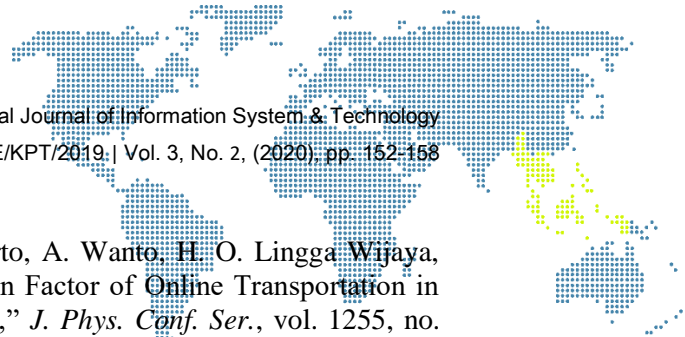 al Journal of Information System & Technology
E/KPT/2019 | Vol. 3, No. 2, (2020), pp. 152-158
rto, A. Wanto, H. O. Lingga Wijaya,
n Factor of Online Transportation in
,” J. Phys. Conf. Ser., vol. 1255, no.